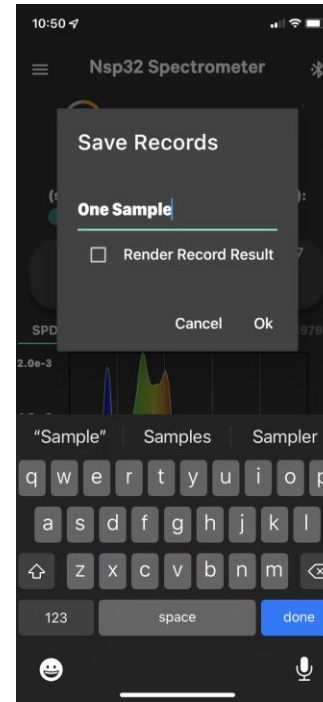 10:50
Nsp32 Spectrometer
Save Records
One Sample
Render Record Result
Cancel Ok
SPD
2.0e-3
"Sample" Samples Sampler
q w e r t y u i o p
a s d f g h j k l
z x c v b n m
123 space done